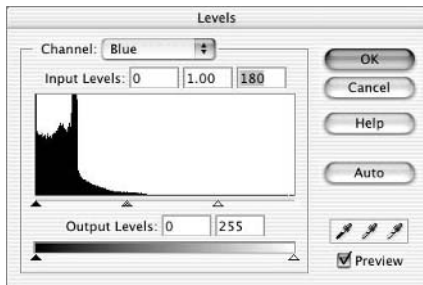 Levels
Channel: Blue
Input Levels: 0 1.00 180
Output Levels: 0 255
OK
Cancel
Help
Auto
Preview